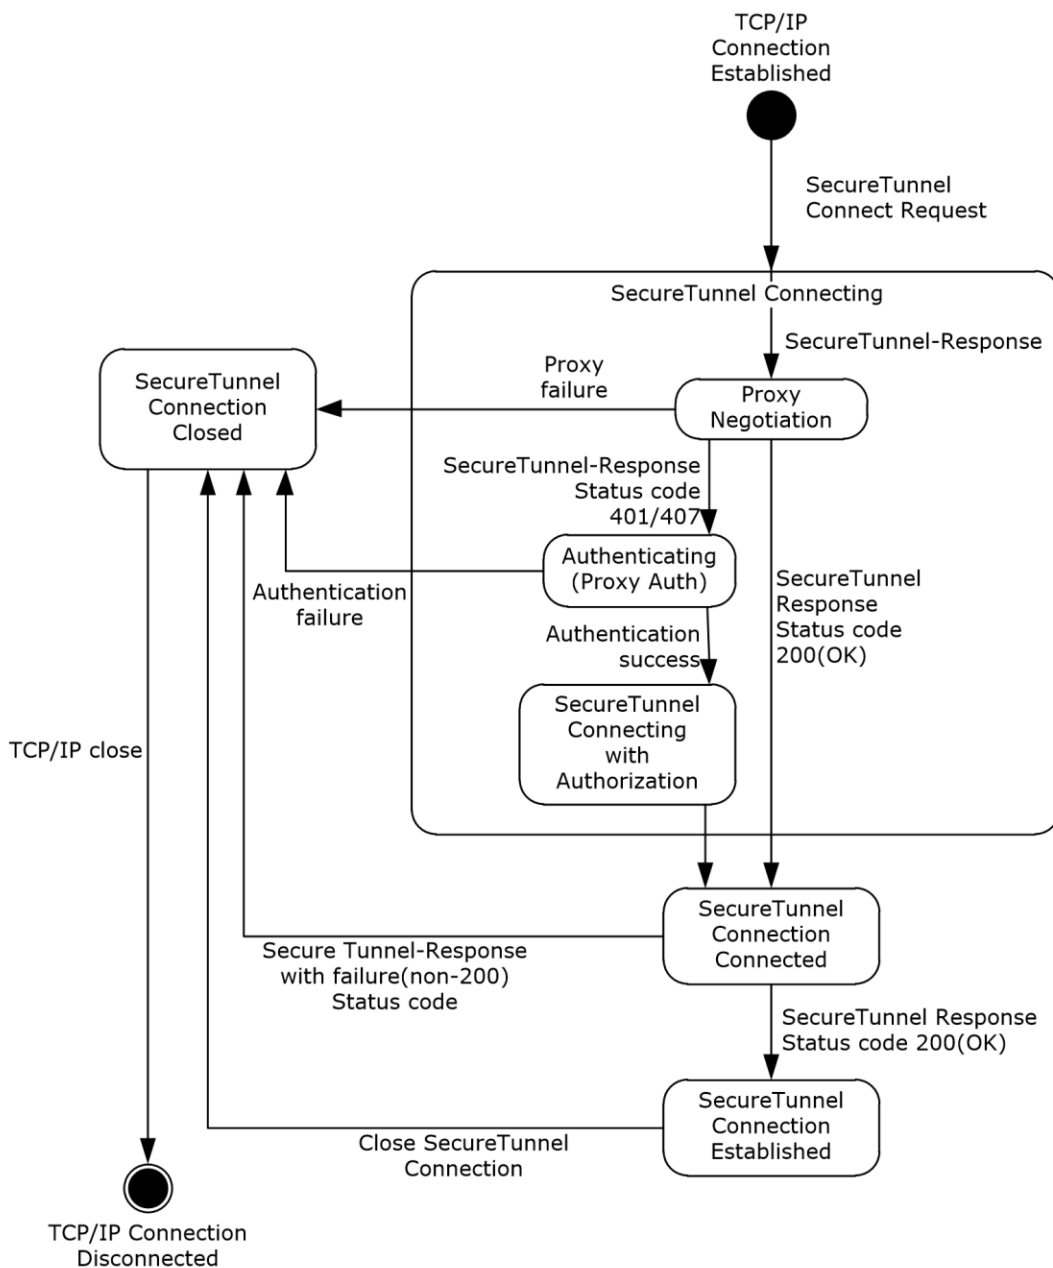 TCP/IP
Connection
Established
SecureTunnel
Connect Request
SecureTunnel Connecting
SecureTunnel-Response
Proxy
failure
SecureTunnel
Connection
Closed
Proxy
Negotiation
SecureTunnel-Response
Status code
401/407
Authenticating
(Proxy Auth)
SecureTunnel
Response
Status code
200(OK)
Authentication
failure
Authentication
success
SecureTunnel
Connecting
with
Authorization
TCP/IP close
SecureTunnel
Connection
Connected
Secure Tunnel-Response
with failure(non-200)
Status code
SecureTunnel Response
Status code 200(OK)
SecureTunnel
Connection
Established
Close SecureTunnel
Connection
TCP/IP Connection
Disconnected